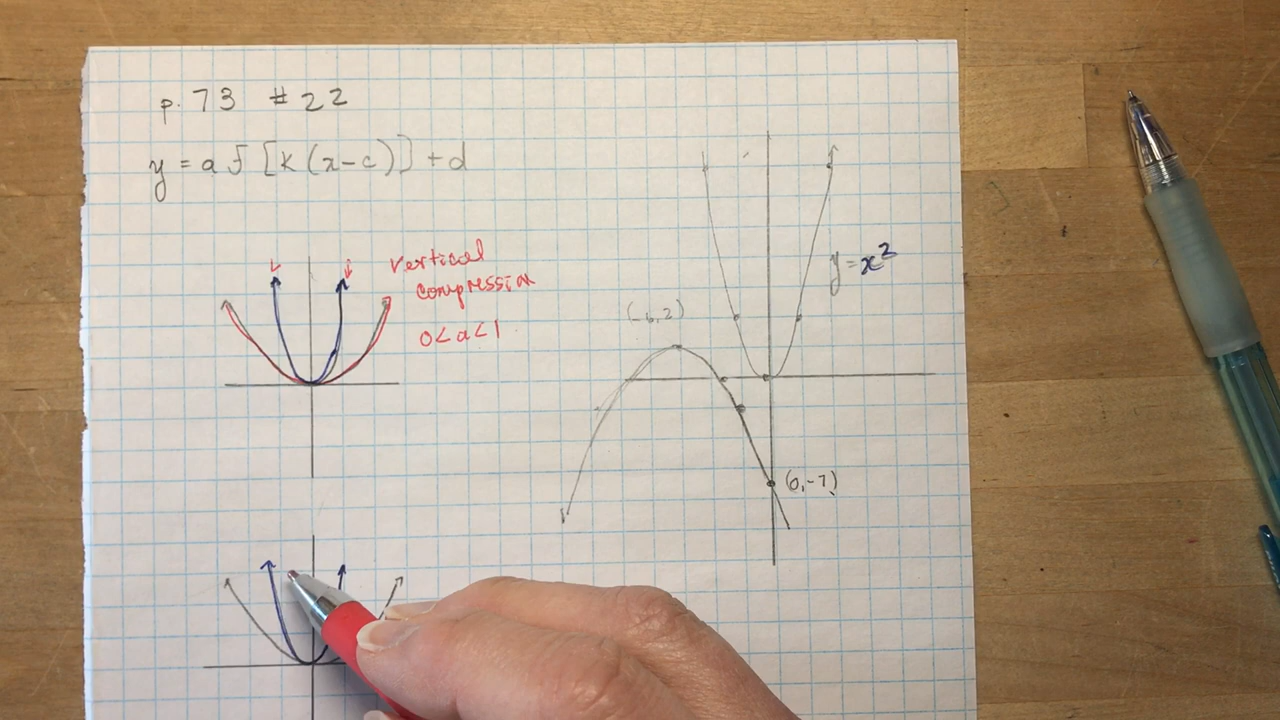 p. 73 # 22
y = a f [k (x-c)] + d
vertical
compression
0 < a < 1
y = x²
(-6, 2)
(0, -7)